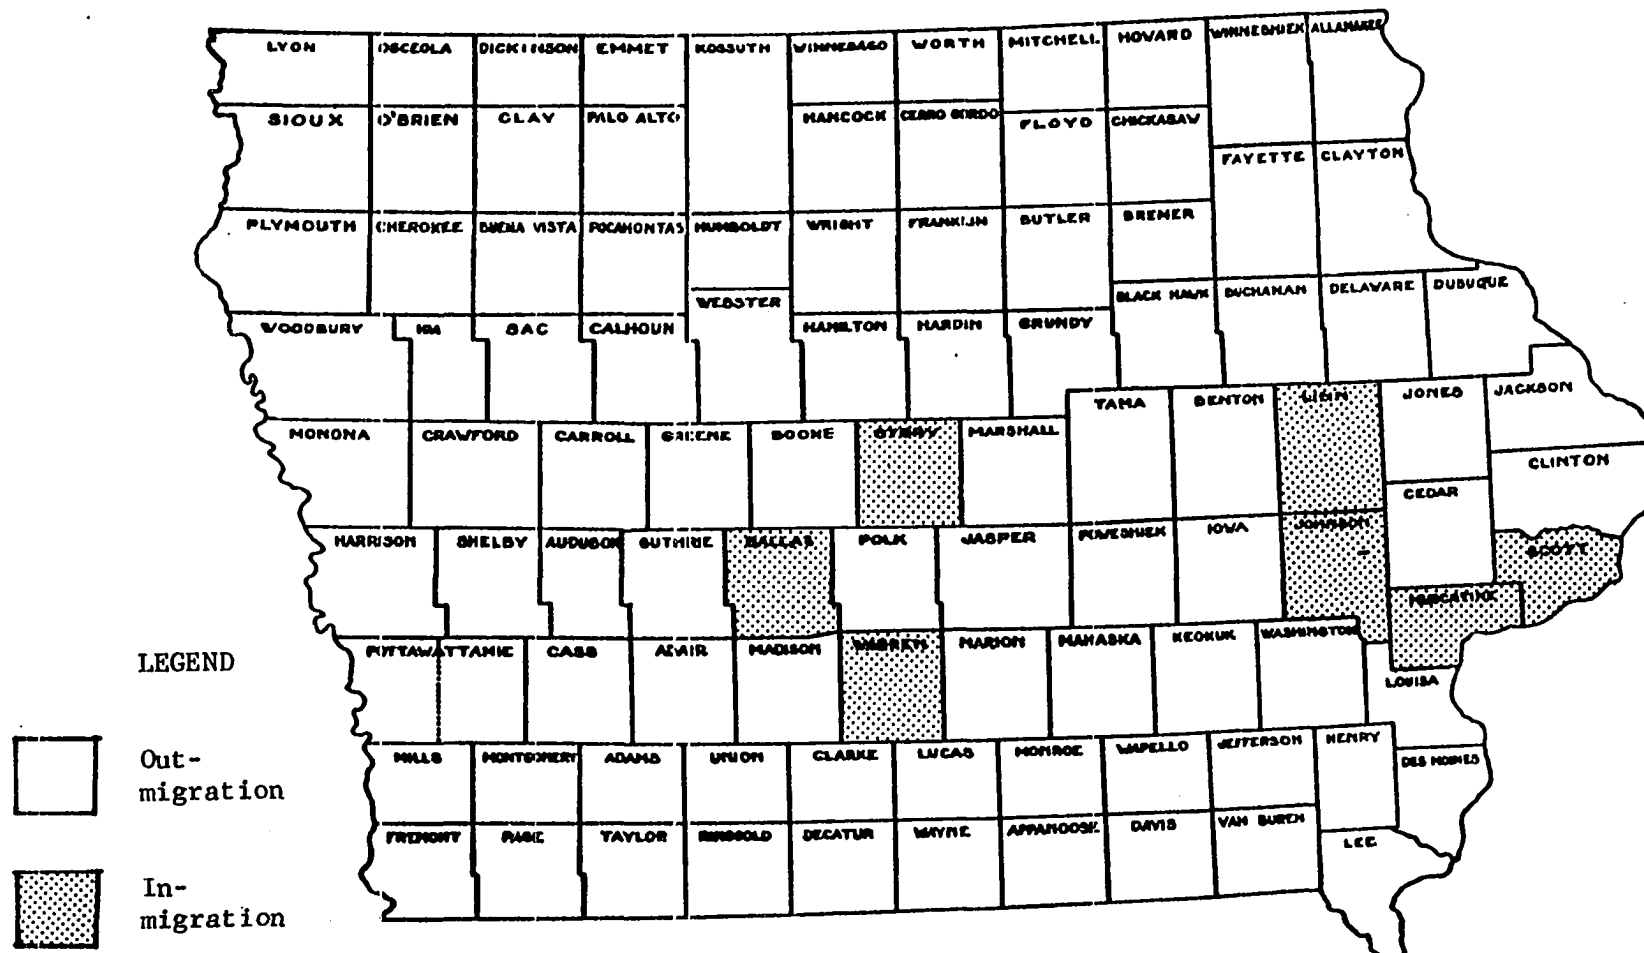 LYON OSCEOLA DICKINSON EMMET KOSSUTH WINNEBAGO WORTH MITCHELL HOWARD WINNESHIEK ALLAMAKEE
SIOUX O'BRIEN CLAY PALO ALTO HANCOCK CERRO GORDO FLOYD CHICKASAW
FAYETTE CLAYTON
PLYMOUTH CHEROKEE BUENA VISTA POCAHONTAS HUMBOLDT WRIGHT FRANKLIN BUTLER BREMER
WEBSTER BLACK HAWK BUCHANAN DELAWARE DUBUQUE
WOODBURY IDA SAC CALHOUN HAMILTON HARDIN GRUNDY
TAMA BENTON LINN JONES JACKSON
MONONA CRAWFORD CARROLL GREENE BOONE STORY MARSHALL
CLINTON
CEDAR
HARRISON SHELBY AUDUBON GUTHRIE DALLAS POLK JASPER POWESHIEK IOWA JOHNSON SCOTT
MUSCATINE
LEGEND
POTTAWATTAMIE CASS ADAIR MADISON WARREN MARION MAHASKA KEOKUK WASHINGTON
LOUISA
Out-
migration
MILLS MONTGOMERY ADAMS UNION CLARKE LUCAS MONROE WAPELLO JEFFERSON HENRY DES MOINES
FREMONT PAGE TAYLOR RINGGOLD DECATUR WAYNE APPANOOSE DAVIS VAN BUREN
LEE
In-
migration